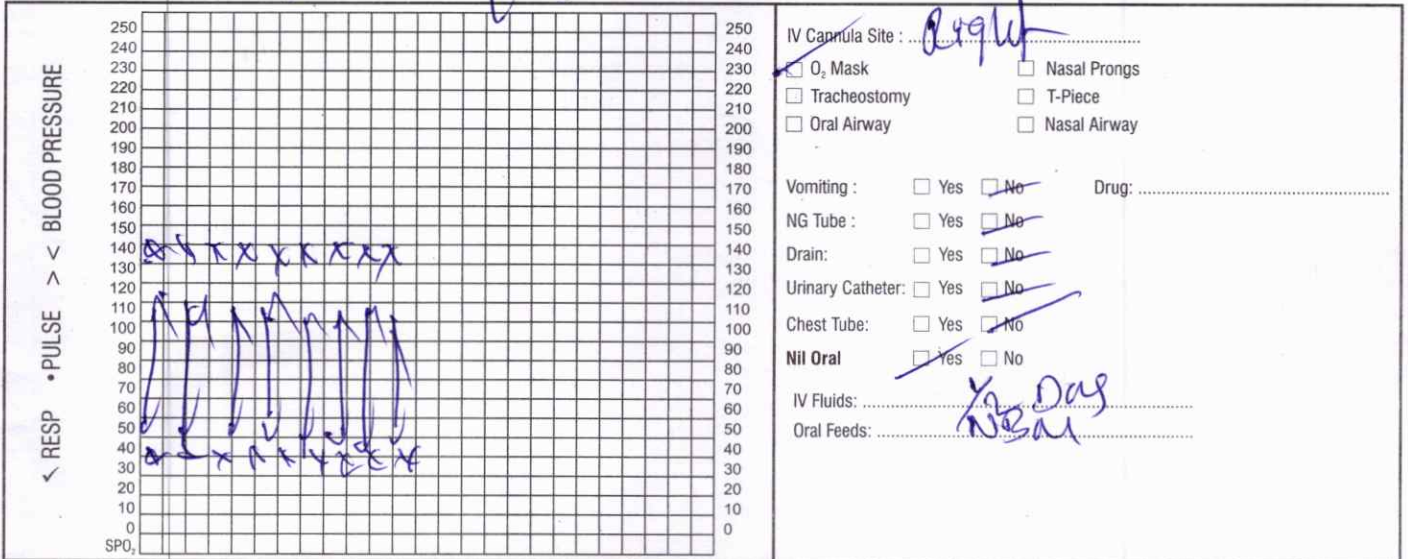 < RESP • PULSE > < BLOOD PRESSURE
250 250
240 240
230 230
220 220
210 210
200 200
190 190
180 180
170 170
160 160
150 150
140 140
130 130
120 120
110 110
100 100
90 90
80 80
70 70
60 60
50 50
40 40
30 30
20 20
10 10
0 0
SPO₂
IV Cannula Site : Right
☐ O₂ Mask ☐ Nasal Prongs
☐ Tracheostomy ☐ T-Piece
☐ Oral Airway ☐ Nasal Airway
Vomiting : ☐ Yes ☐ No Drug:
NG Tube : ☐ Yes ☐ No
Drain: ☐ Yes ☐ No
Urinary Catheter: ☐ Yes ☐ No
Chest Tube: ☐ Yes ☐ No
Nil Oral ☐ Yes ☐ No
IV Fluids: 1/2
Oral Feeds: NBM